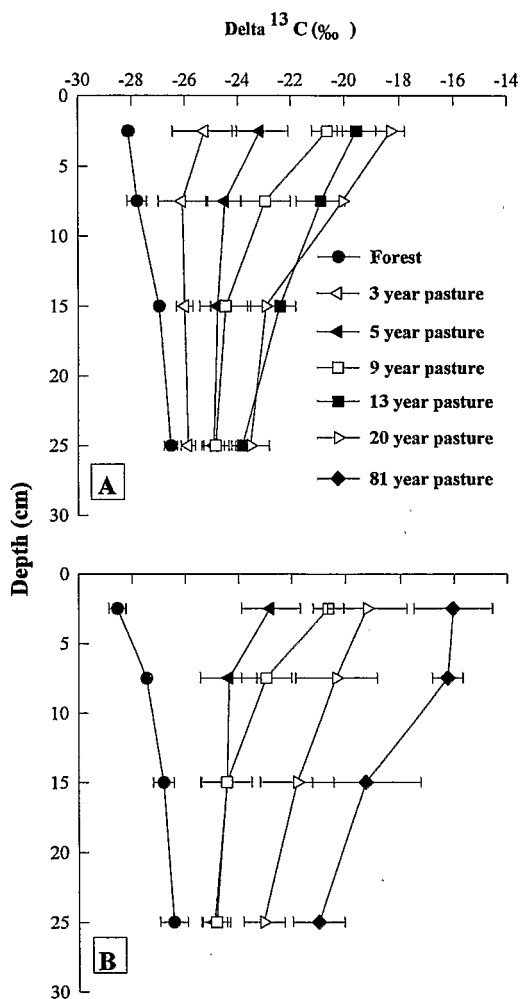 Delta 13 C (‰)
-30 -28 -26 -24 -22 -20 -18 -16 -14
0
5
10
15
20
25
30
Forest
3 year pasture
5 year pasture
9 year pasture
13 year pasture
20 year pasture
81 year pasture
A
Depth (cm)
0
5
10
15
20
25
30
B